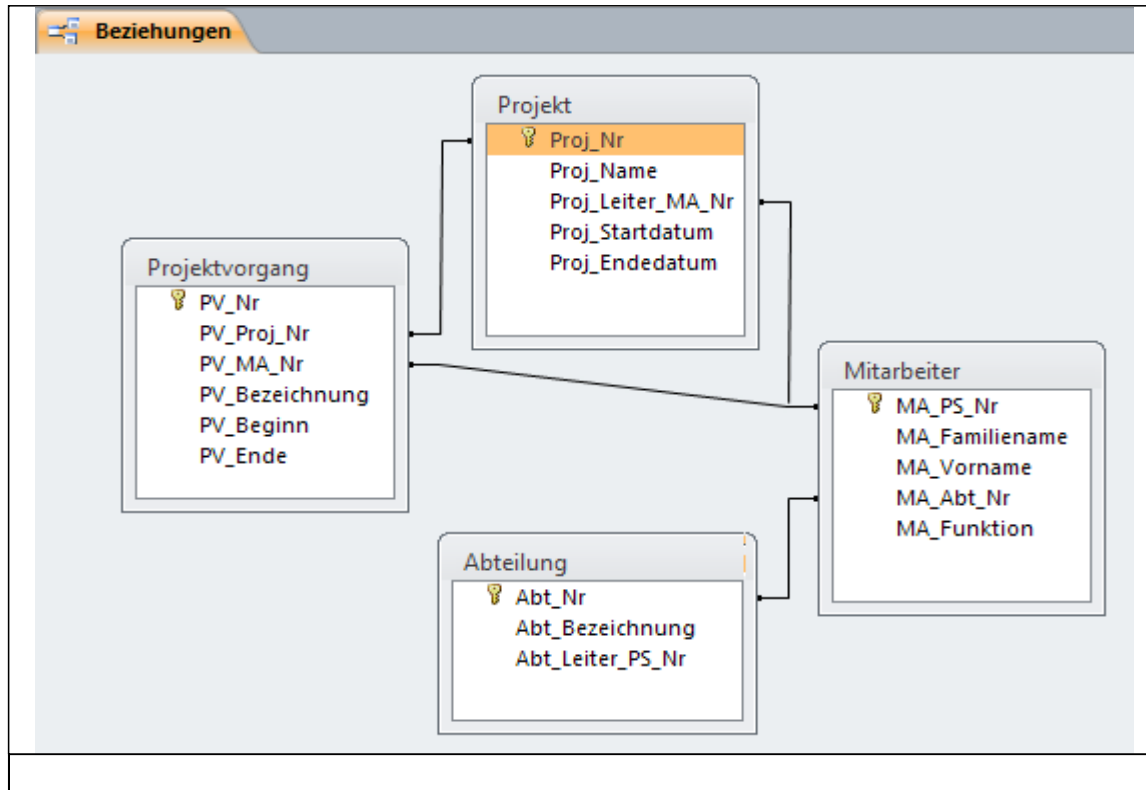 Beziehungen
Projekt
Proj_Nr
Proj_Name
Proj_Leiter_MA_Nr
Proj_Startdatum
Proj_Endedatum
Projektvorgang
PV_Nr
PV_Proj_Nr
PV_MA_Nr
PV_Bezeichnung
PV_Beginn
PV_Ende
Mitarbeiter
MA_PS_Nr
MA_Familiename
MA_Vorname
MA_Abt_Nr
MA_Funktion
Abteilung
Abt_Nr
Abt_Bezeichnung
Abt_Leiter_PS_Nr